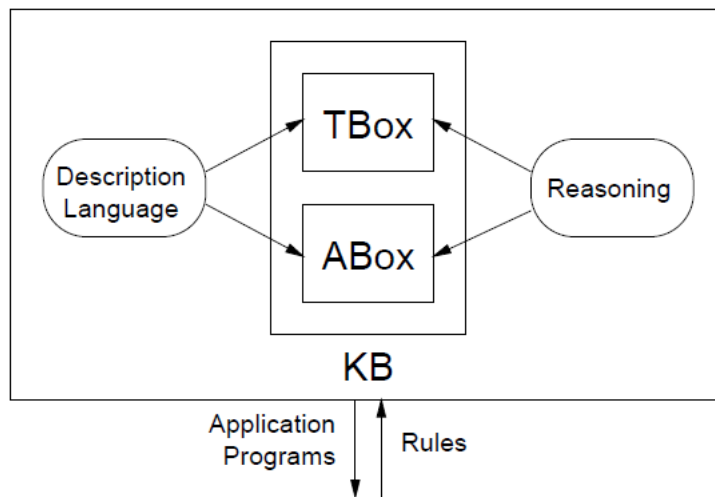 TBox
Description
Language
Reasoning
ABox
KB
Application
Programs
Rules